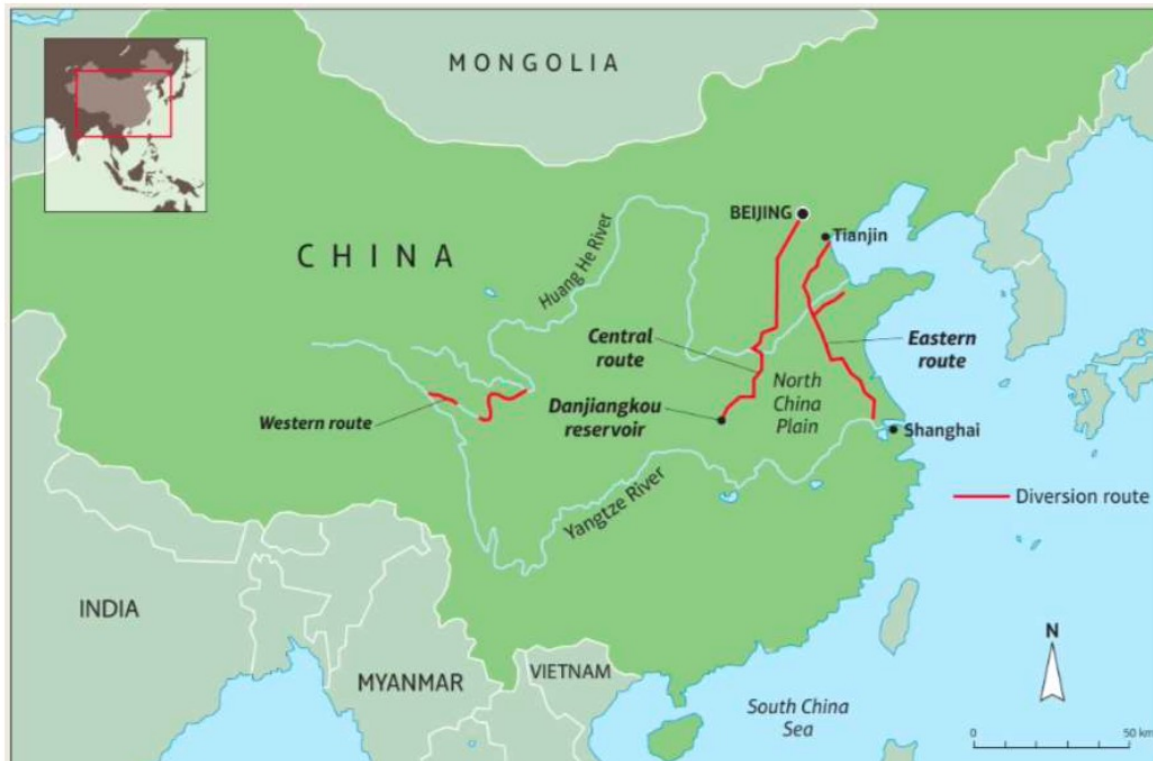 MONGOLIA
BEIJING
Tianjin
CHINA
Huang He River
Central
route
Eastern
route
North
China
Plain
Western route
Danjiangkou
reservoir
Shanghai
Yangtze River
Diversion route
INDIA
MYANMAR
VIETNAM
South China
Sea
N
0 50 km